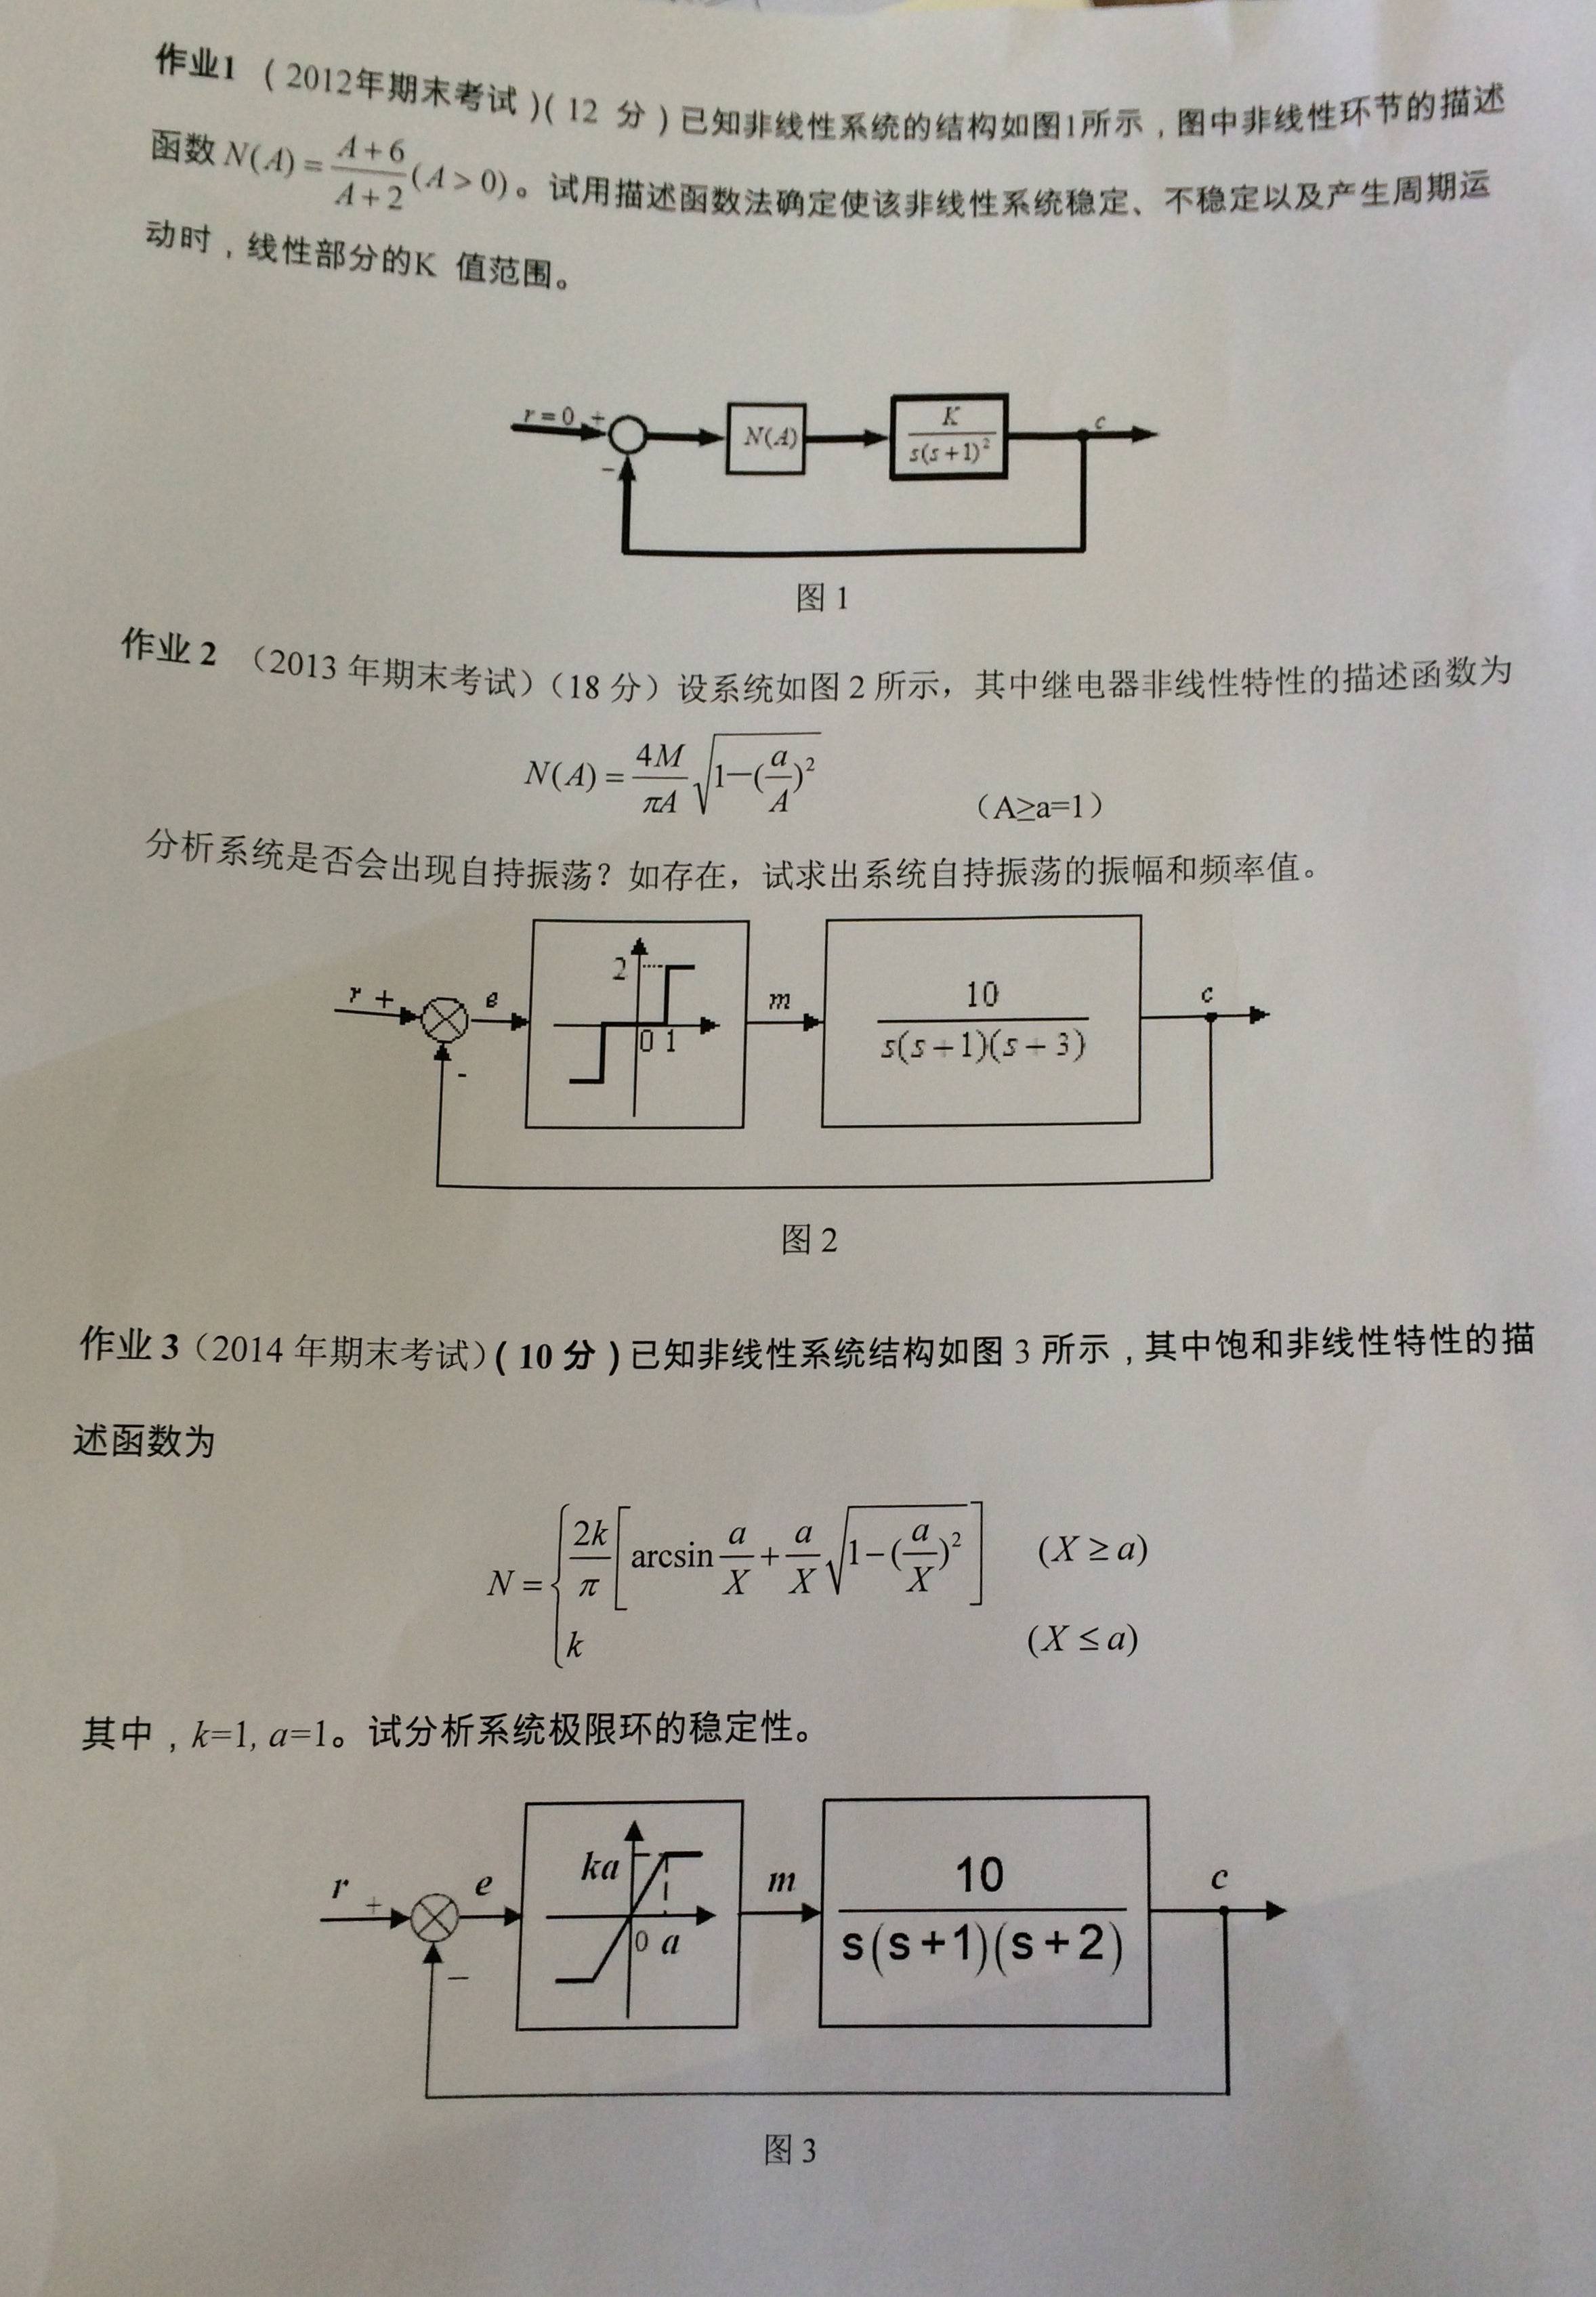 作业1 (2012年期末考试)(12 分)已知非线性系统的结构如图1所示,图中非线性环节的描述
函数 N(A) = \frac{A+6}{A+2} (A > 0)。试用描述函数法确定使该非线性系统稳定、不稳定以及产生周期运
动时,线性部分的K 值范围。
r = 0 + - N(A) \frac{K}{s(s+1)^2} c
图 1
作业 2 (2013 年期末考试)(18 分)设系统如图 2 所示,其中继电器非线性特性的描述函数为
N(A) = \frac{4M}{πA} \sqrt{1-(\frac{a}{A})^2} (A≥a=1)
分析系统是否会出现自持振荡?如存在,试求出系统自持振荡的振幅和频率值。
r + - e 2 0 1 m \frac{10}{s(s+1)(s+3)} c
图 2
作业 3(2014 年期末考试)(10 分)已知非线性系统结构如图 3 所示,其中饱和非线性特性的描
述函数为
N = \begin{cases} \frac{2k}{π} [arcsin \frac{a}{X} + \frac{a}{X} \sqrt{1-(\frac{a}{X})^2}] & (X ≥ a) \\ k & (X ≤ a) \end{cases}
其中,k=1, a=1。试分析系统极限环的稳定性。
r + − e ka 0 a m \frac{10}{s(s+1)(s+2)} c
图 3